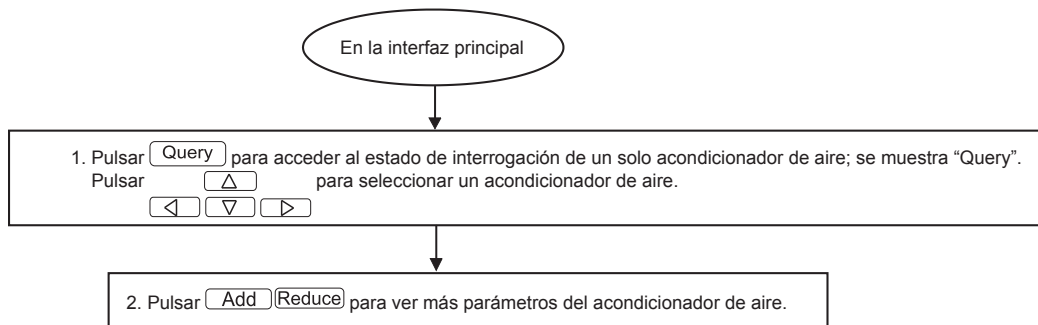 En la interfaz principal
1. Pulsar Query para acceder al estado de interrogación de un solo acondicionador de aire; se muestra “Query”.
Pulsar △ para seleccionar un acondicionador de aire.
◁ ▽ ▷
2. Pulsar Add Reduce para ver más parámetros del acondicionador de aire.